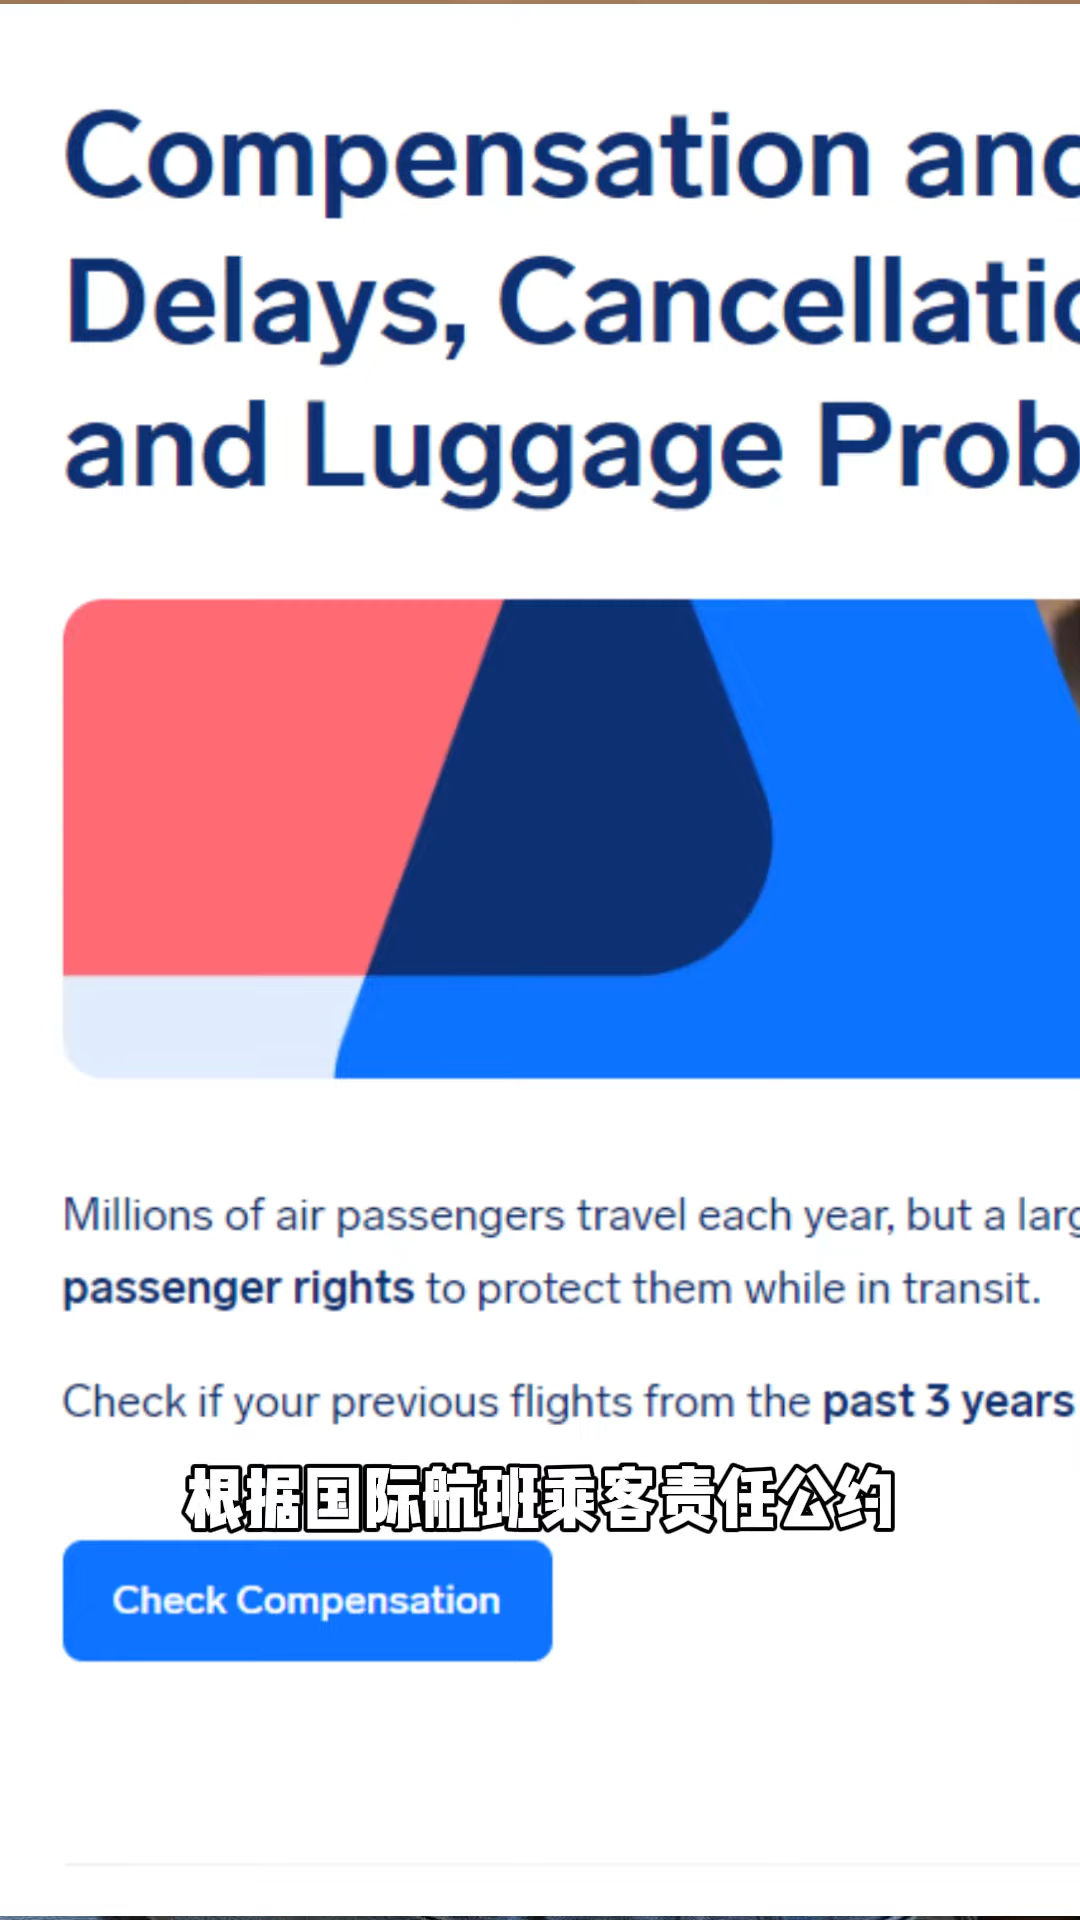 Compensation and
Delays, Cancellatio
and Luggage Prob
Millions of air passengers travel each year, but a larg
passenger rights to protect them while in transit.
Check if your previous flights from the past 3 years
根据国际航班乘客责任公约
Check Compensation